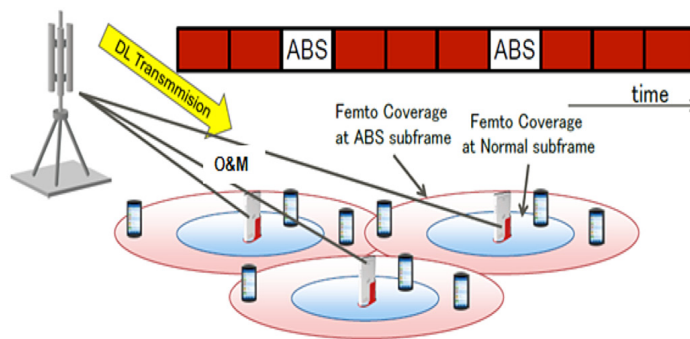 DL Transmmision
ABS
ABS
time
Femto Coverage
at ABS subframe
Femto Coverage
at Normal subframe
O&M